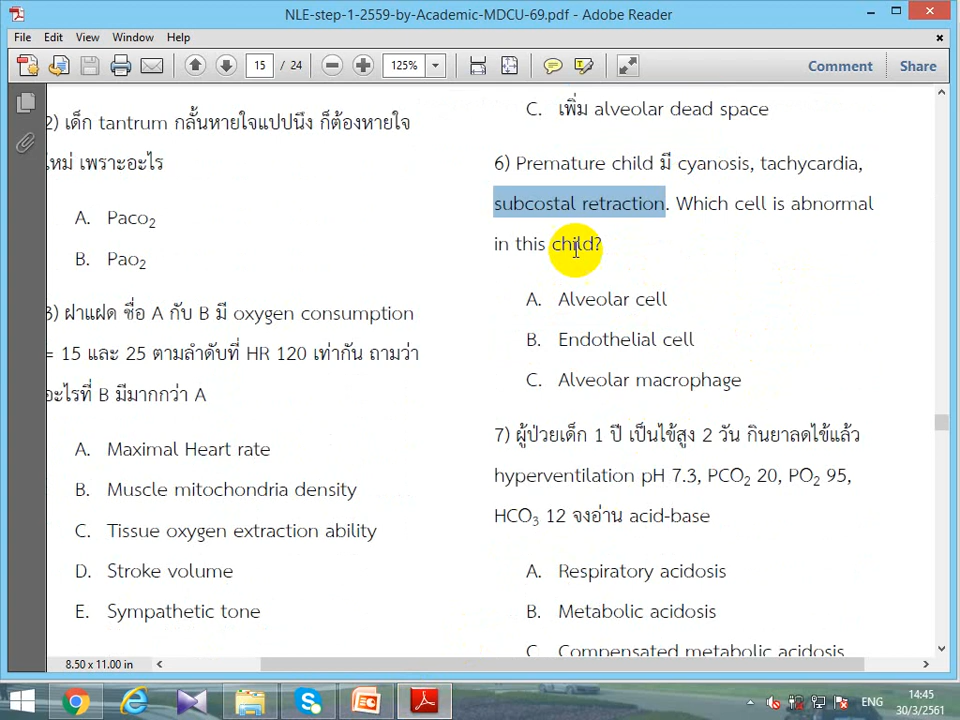 NLE-step-1-2559-by-Academic-MDCU-69.pdf - Adobe Reader
File Edit View Window Help
15 / 24 125% Comment Share
2) เด็ก tantrum กลั้นหายใจแปปนึง ก็ต้องหายใจ
ใหม่ เพราะอะไร
A. Paco2
B. Pao2
3) ฝาแฝด ชื่อ A กับ B มี oxygen consumption
= 15 และ 25 ตามลำดับที่ HR 120 เท่ากัน ถามว่า
อะไรที่ B มีมากกว่า A
A. Maximal Heart rate
B. Muscle mitochondria density
C. Tissue oxygen extraction ability
D. Stroke volume
E. Sympathetic tone
C. เพิ่ม alveolar dead space
6) Premature child มี cyanosis, tachycardia,
subcostal retraction. Which cell is abnormal
in this child?
A. Alveolar cell
B. Endothelial cell
C. Alveolar macrophage
7) ผู้ป่วยเด็ก 1 ปี เป็นไข้สูง 2 วัน กินยาลดไข้แล้ว
hyperventilation pH 7.3, PCO2 20, PO2 95,
HCO3 12 จงอ่าน acid-base
A. Respiratory acidosis
B. Metabolic acidosis
C. Compensated metabolic acidosis
8.50 x 11.00 in
ENG
14:45
30/3/2561